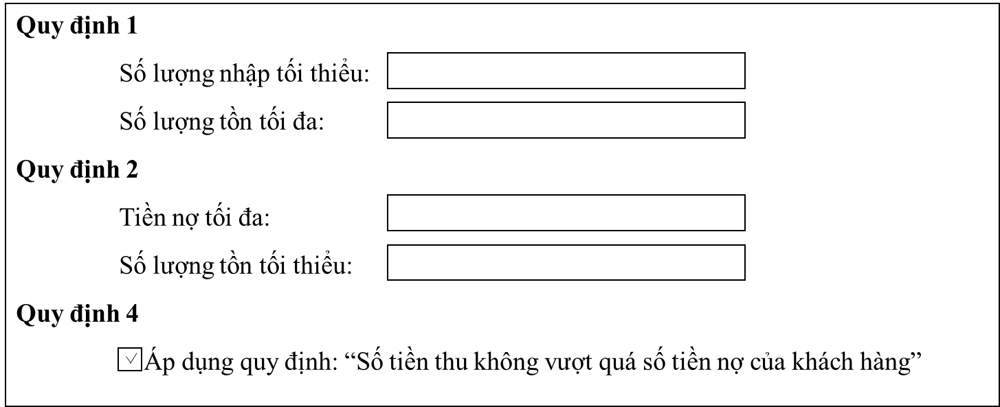 Quy định 1
Số lượng nhập tối thiểu:
Số lượng tồn tối đa:
Quy định 2
Tiền nợ tối đa:
Số lượng tồn tối thiểu:
Quy định 4
Áp dụng quy định: “Số tiền thu không vượt quá số tiền nợ của khách hàng”